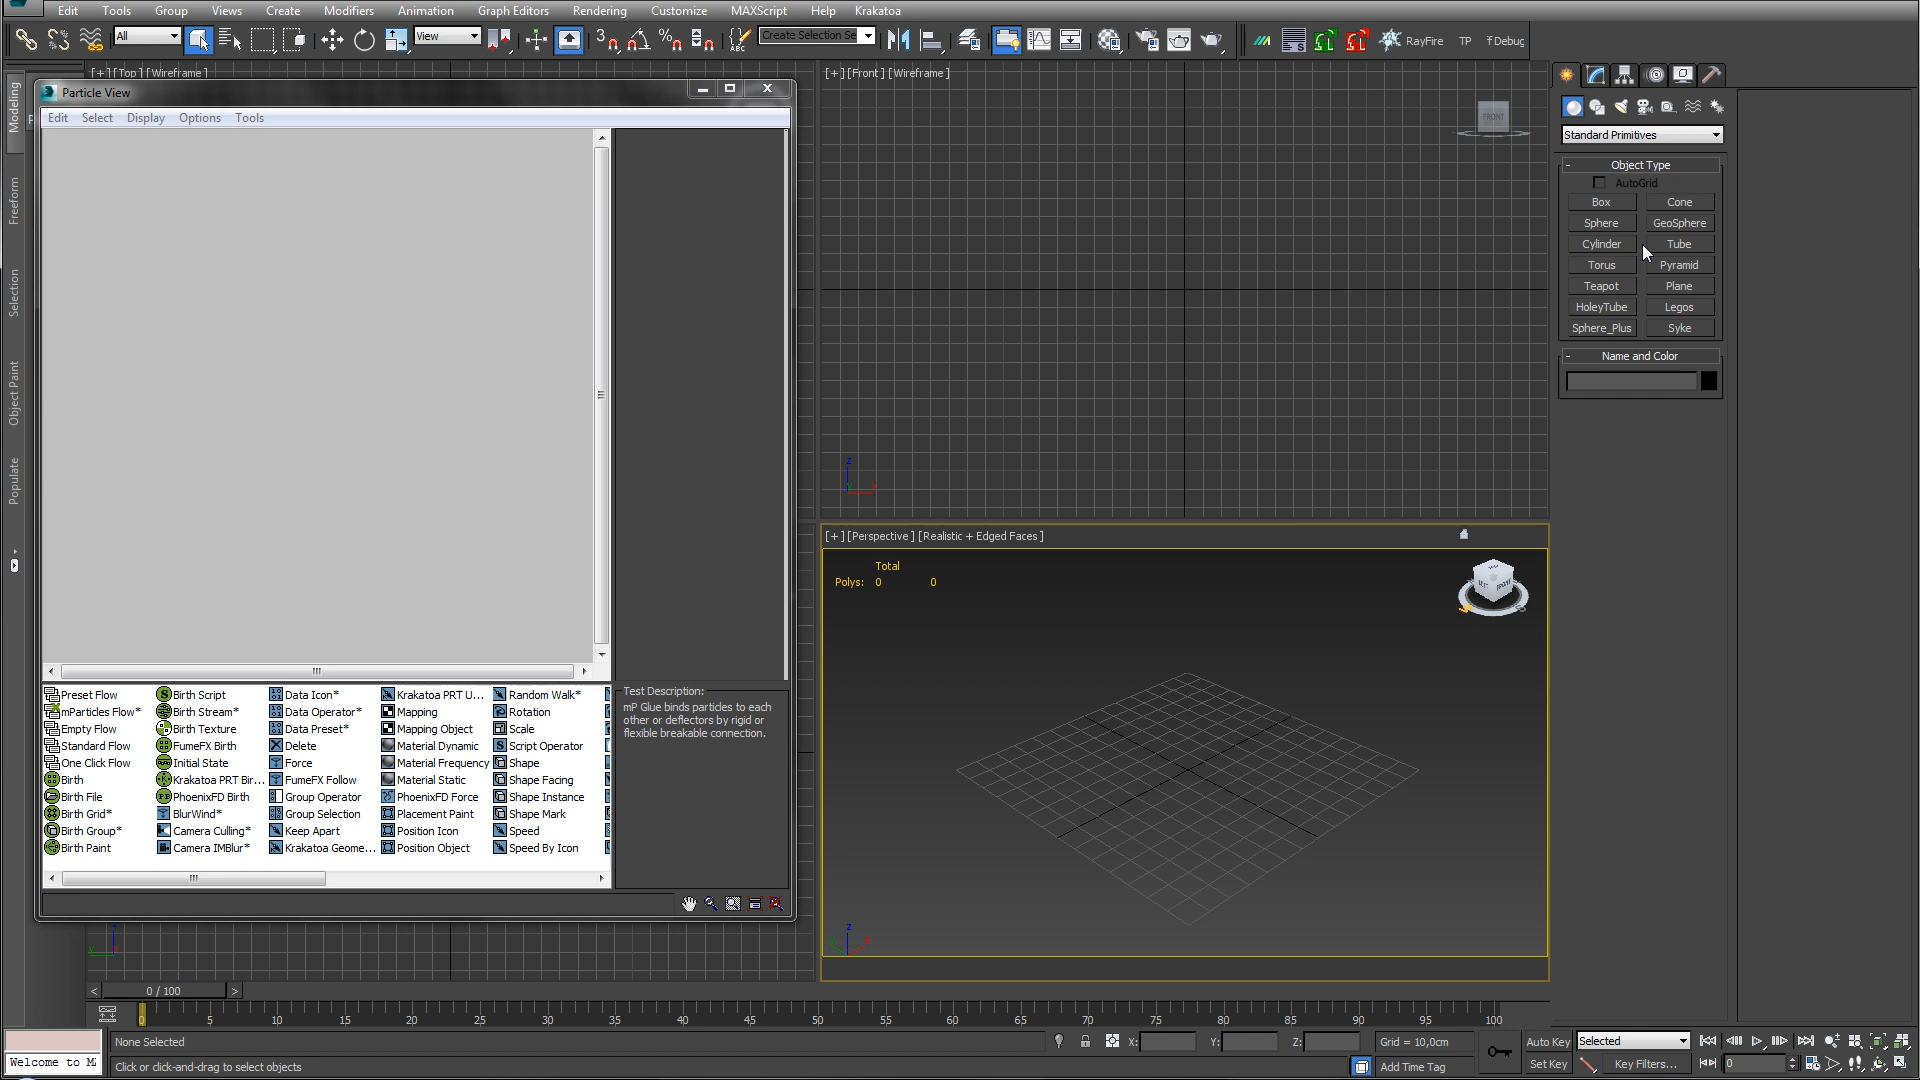 Edit Tools Group Views Create Modifiers Animation Graph Editors Rendering Customize MAXScript Help Krakatoa
All View Create Selection Se RayFire TP fDebug
[+][Top][Wireframe]
[+][Front][Wireframe]
FRONT
Modeling
Freeform
Selection
Object Paint
Populate
Particle View
Edit Select Display Options Tools
Preset Flow
mParticles Flow*
Empty Flow
Standard Flow
One Click Flow
Birth
Birth File
Birth Grid*
Birth Group*
Birth Paint
Birth Script
Birth Stream*
Birth Texture
FumeFX Birth
Initial State
Krakatoa PRT Bir...
PhoenixFD Birth
BlurWind*
Camera Culling*
Camera IMBlur*
Data Icon*
Data Operator*
Data Preset*
Delete
Force
FumeFX Follow
Group Operator
Group Selection
Keep Apart
Krakatoa Geome...
Krakatoa PRT U...
Mapping
Mapping Object
Material Dynamic
Material Frequency
Material Static
PhoenixFD Force
Placement Paint
Position Icon
Position Object
Random Walk*
Rotation
Scale
Script Operator
Shape
Shape Facing
Shape Instance
Shape Mark
Speed
Speed By Icon
Test Description:
mP Glue binds particles to each
other or deflectors by rigid or
flexible breakable connection.
[+][Perspective][Realistic + Edged Faces]
Total
Polys: 0 0
Standard Primitives
- Object Type
AutoGrid
Box Cone
Sphere GeoSphere
Cylinder Tube
Torus Pyramid
Teapot Plane
HoleyTube Legos
Sphere_Plus Syke
- Name and Color
< 0 / 100 >
0 5 10 15 20 25 30 35 40 45 50 55 60 65 70 75 80 85 90 95 100
None Selected X: Y: Z: Grid = 10,0cm Auto Key Selected
Welcome to M
Click or click-and-drag to select objects Add Time Tag Set Key Key Filters... 0